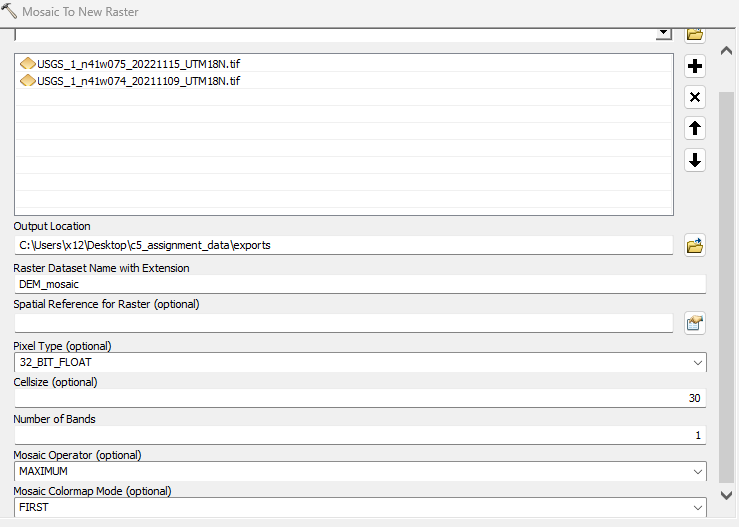 Mosaic To New Raster
USGS_1_n41w075_20221115_UTM18N.tif
USGS_1_n41w074_20211109_UTM18N.tif
Output Location
C:\Users\x12\Desktop\c5_assignment_data\exports
Raster Dataset Name with Extension
DEM_mosaic
Spatial Reference for Raster (optional)
Pixel Type (optional)
32_BIT_FLOAT
Cellsize (optional)
30
Number of Bands
1
Mosaic Operator (optional)
MAXIMUM
Mosaic Colormap Mode (optional)
FIRST